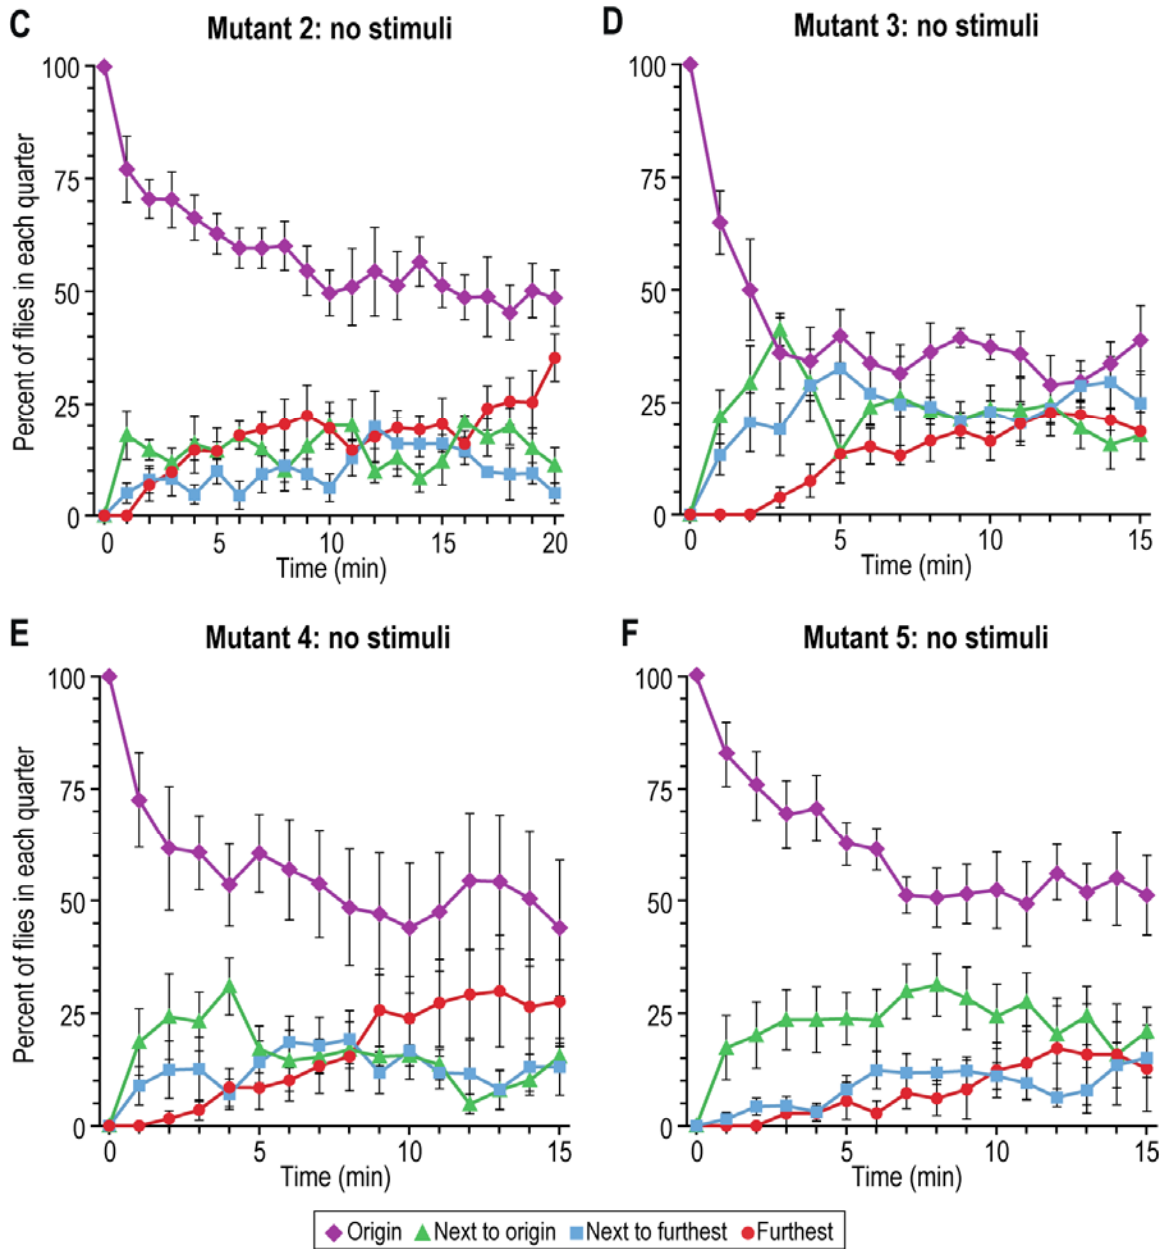 C
Mutant 2: no stimuli
Percent of flies in each quarter
100
75
50
25
0
0 5 10 15 20
Time (min)
D
Mutant 3: no stimuli
100
75
50
25
0
0 5 10 15
Time (min)
E
Mutant 4: no stimuli
Percent of flies in each quarter
100
75
50
25
0
0 5 10 15
Time (min)
F
Mutant 5: no stimuli
100
75
50
25
0
0 5 10 15
Time (min)
Origin Next to origin Next to furthest Furthest